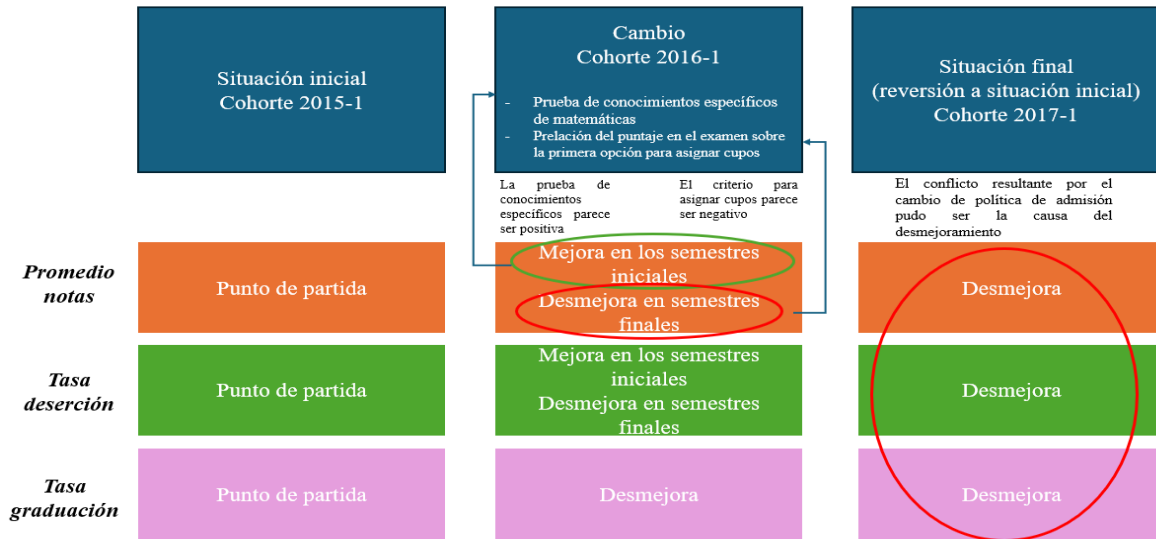 Situación inicial
Cohorte 2015-1
Cambio
Cohorte 2016-1
- Prueba de conocimientos específicos
de matemáticas
- Prelación del puntaje en el examen sobre
la primera opción para asignar cupos
Situación final
(reversión a situación inicial)
Cohorte 2017-1
La prueba de
conocimientos
específicos parece
ser positiva
El criterio para
asignar cupos parece
ser negativo
El conflicto resultante por el
cambio de política de admisión
pudo ser la causa del
desmejoramiento
Promedio
notas
Punto de partida
Mejora en los semestres
iniciales
Desmejora en semestres
finales
Desmejora
Tasa
deserción
Punto de partida
Mejora en los semestres
iniciales
Desmejora en semestres
finales
Desmejora
Tasa
graduación
Punto de partida
Desmejora
Desmejora